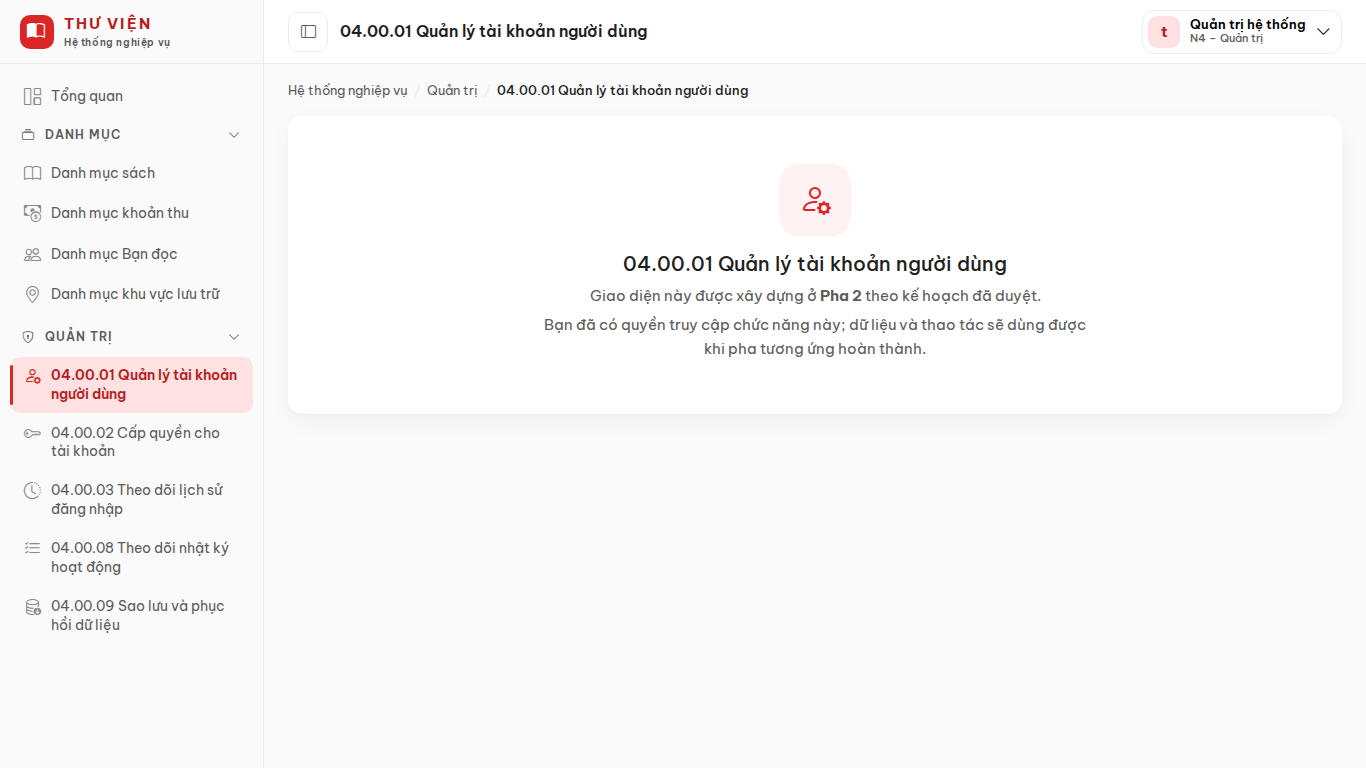 THƯ VIỆN
Hệ thống nghiệp vụ
04.00.01 Quản lý tài khoản người dùng
t
Quản trị hệ thống
N4 – Quản trị
Tổng quan
DANH MỤC
Danh mục sách
Danh mục khoản thu
Danh mục Bạn đọc
Danh mục khu vực lưu trữ
QUẢN TRỊ
04.00.01 Quản lý tài khoản
người dùng
04.00.02 Cấp quyền cho
tài khoản
04.00.03 Theo dõi lịch sử
đăng nhập
04.00.08 Theo dõi nhật ký
hoạt động
04.00.09 Sao lưu và phục
hồi dữ liệu
Hệ thống nghiệp vụ / Quản trị / 04.00.01 Quản lý tài khoản người dùng
04.00.01 Quản lý tài khoản người dùng
Giao diện này được xây dựng ở Pha 2 theo kế hoạch đã duyệt.
Bạn đã có quyền truy cập chức năng này; dữ liệu và thao tác sẽ dùng được
khi pha tương ứng hoàn thành.